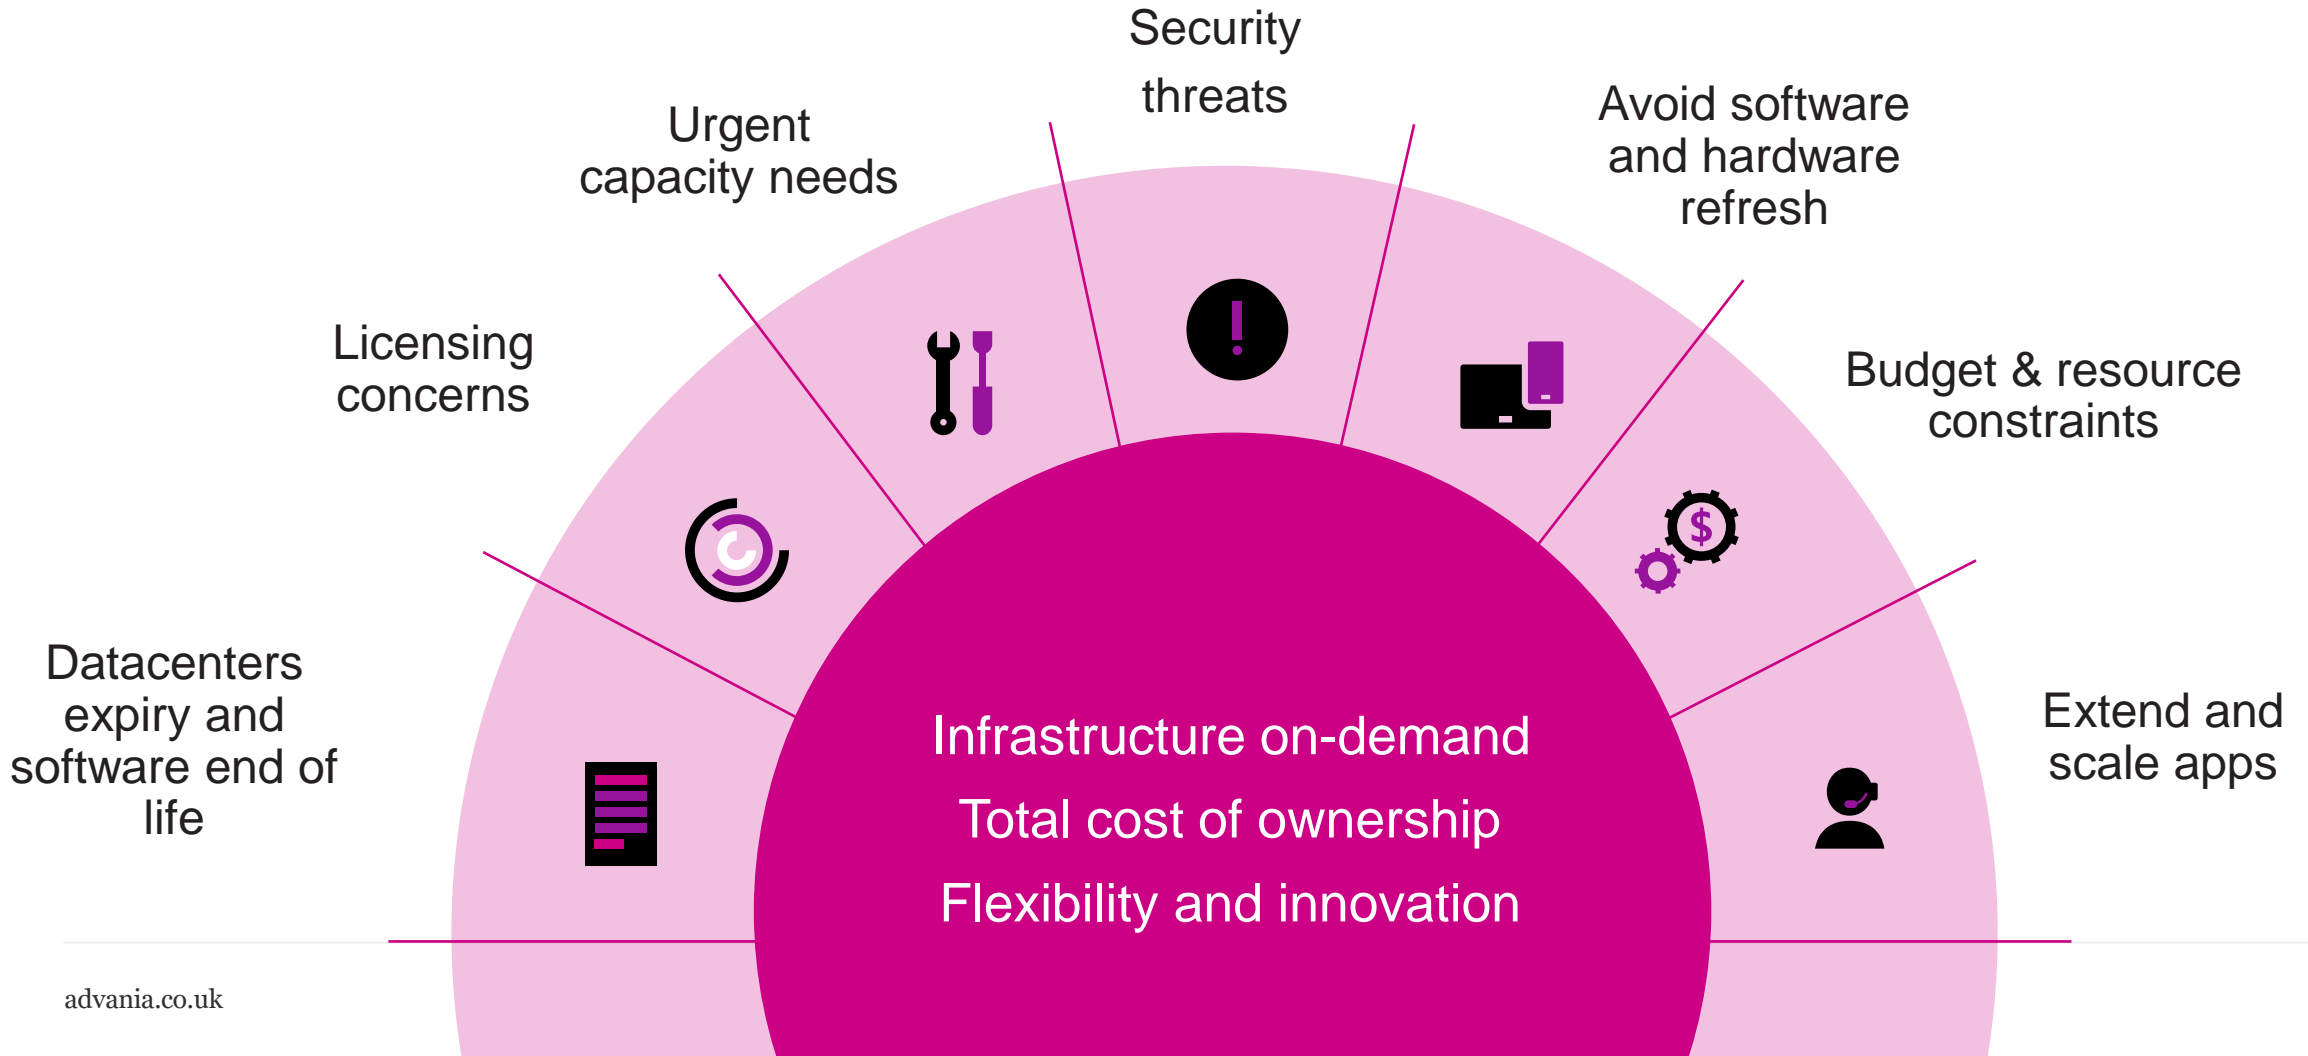 Security
threats
Urgent
capacity needs
Avoid software
and hardware
refresh
Licensing
concerns
Budget & resource
constraints
Datacenters
expiry and
software end of
life
Extend and
scale apps
$
Infrastructure on-demand
Total cost of ownership
Flexibility and innovation
advania.co.uk